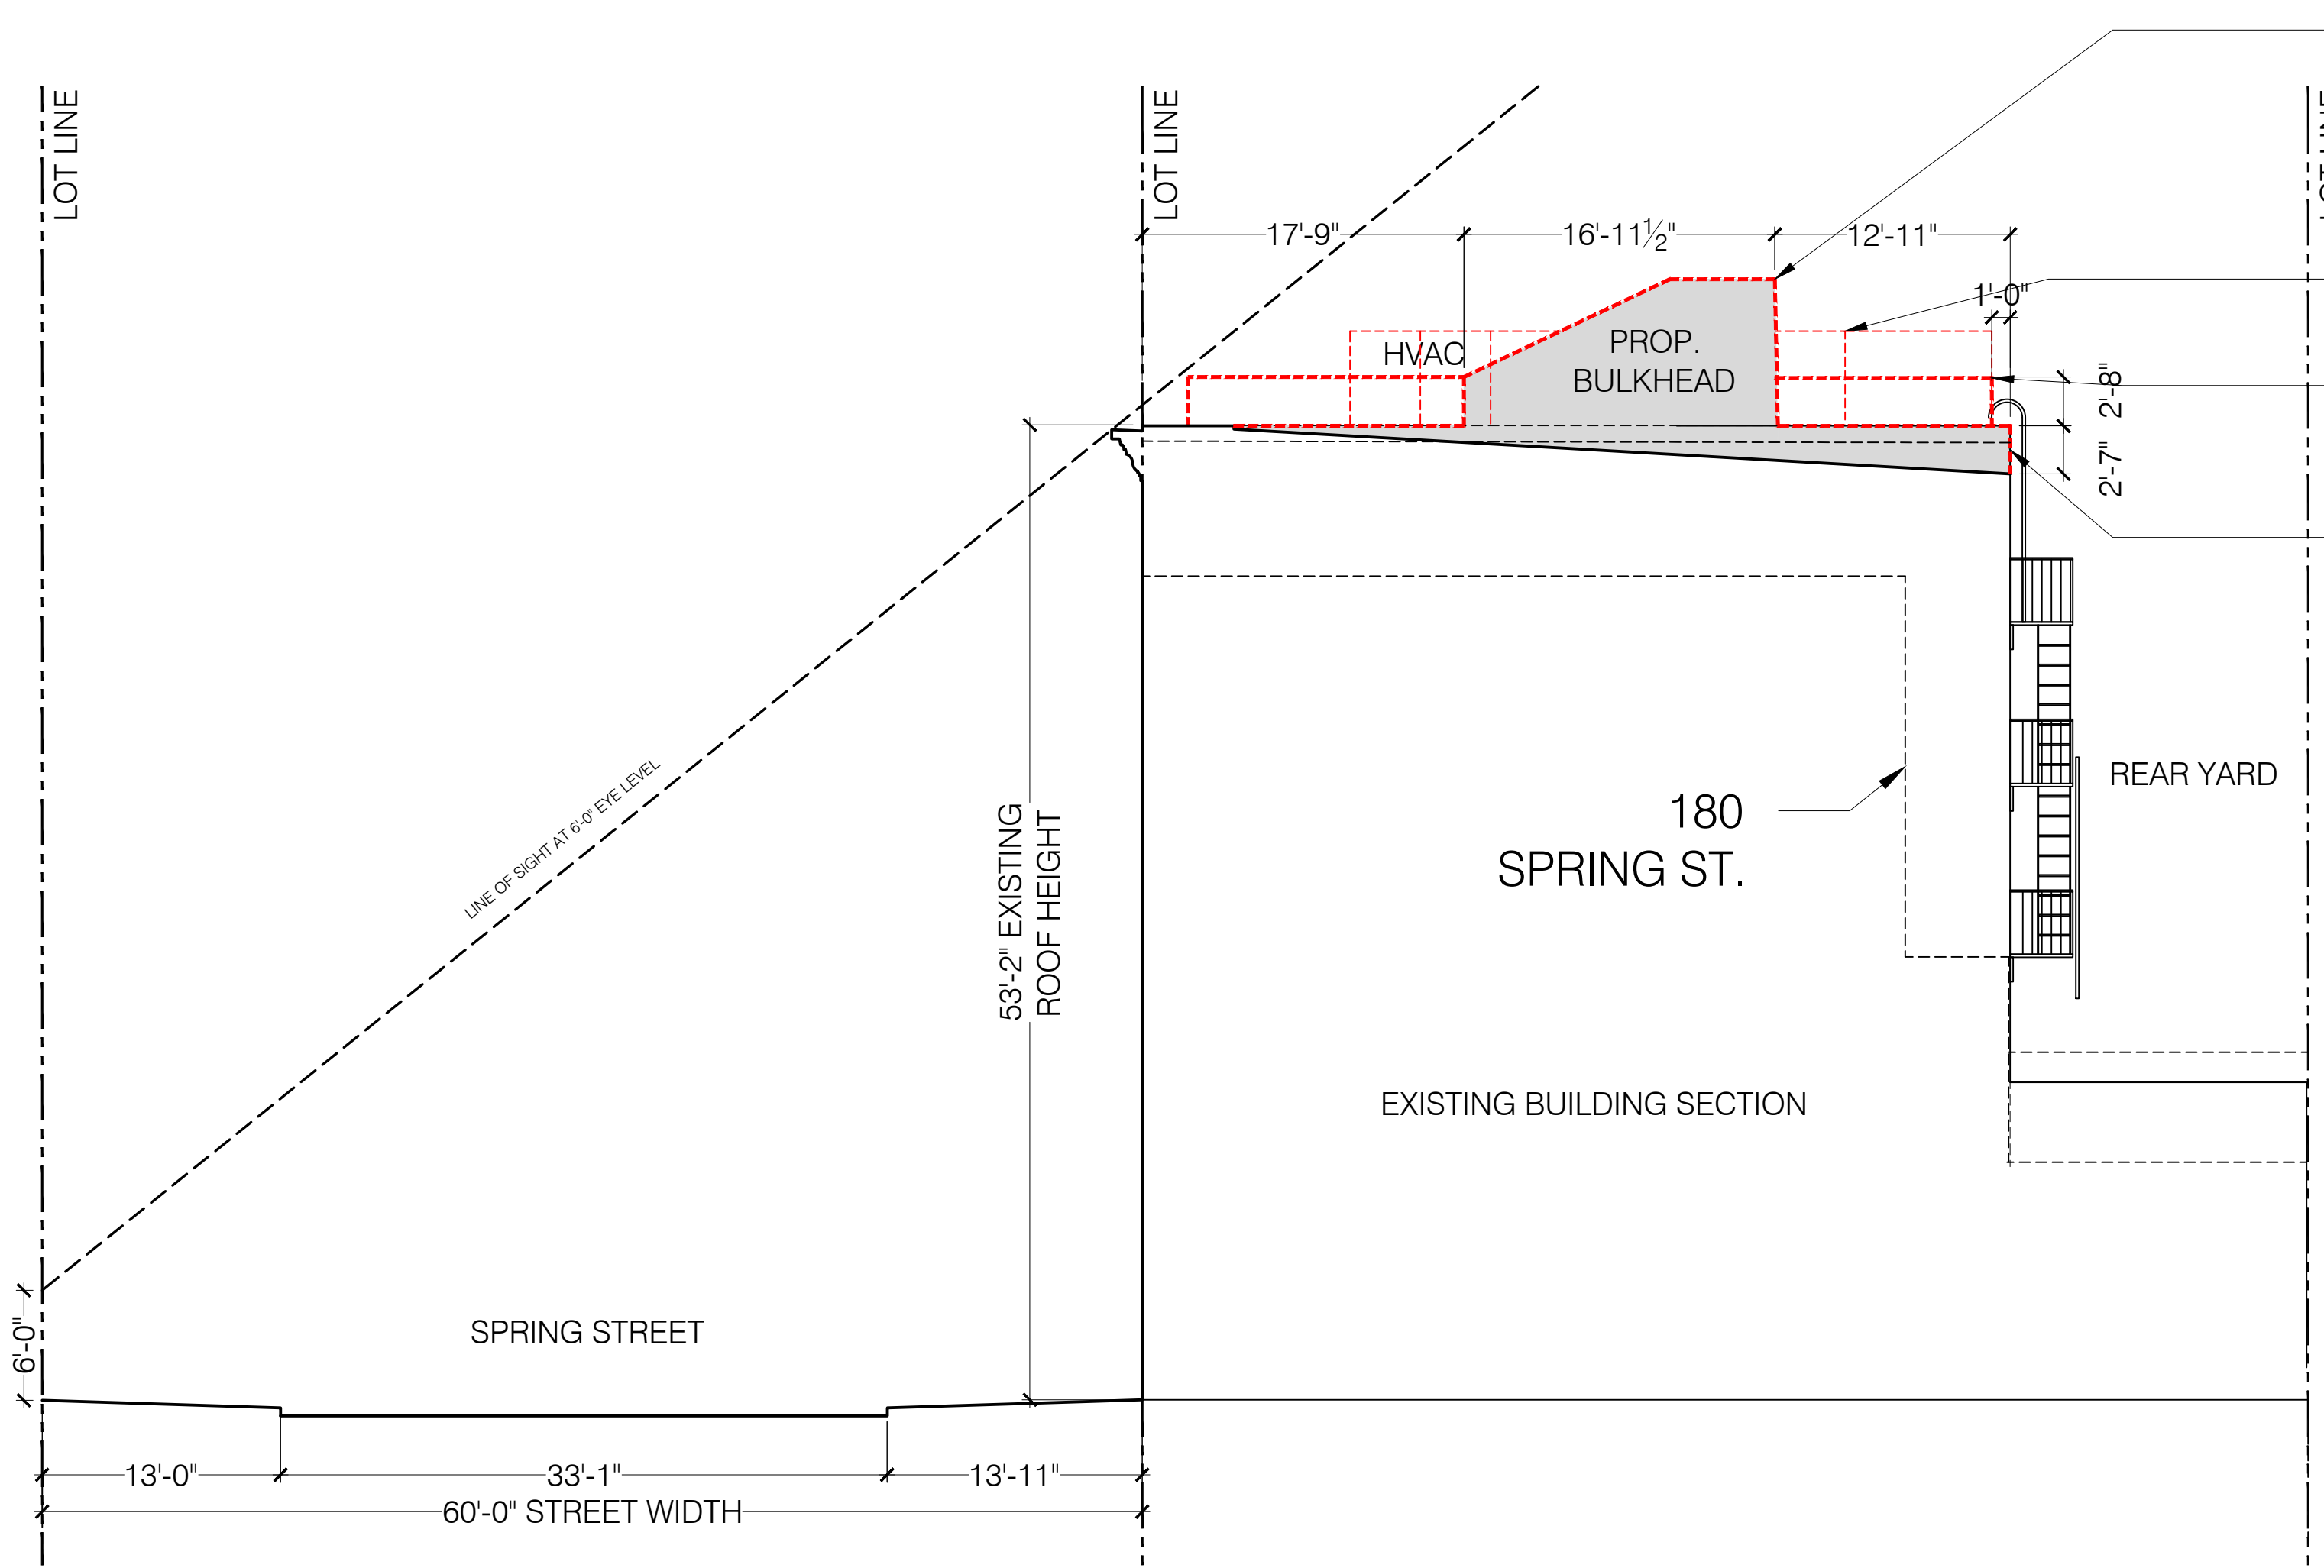 LOT LINE
LOT LINE
17'-9"
16'-11½"
12'-11"
1'-0"
HVAC
PROP.
BULKHEAD
2'-8"
2'-7"
LINE OF SIGHT AT 6'-0" EYE LEVEL
53'-2" EXISTING
ROOF HEIGHT
180
SPRING ST.
REAR YARD
EXISTING BUILDING SECTION
6'-0"
SPRING STREET
13'-0"
33'-1"
13'-11"
60'-0" STREET WIDTH